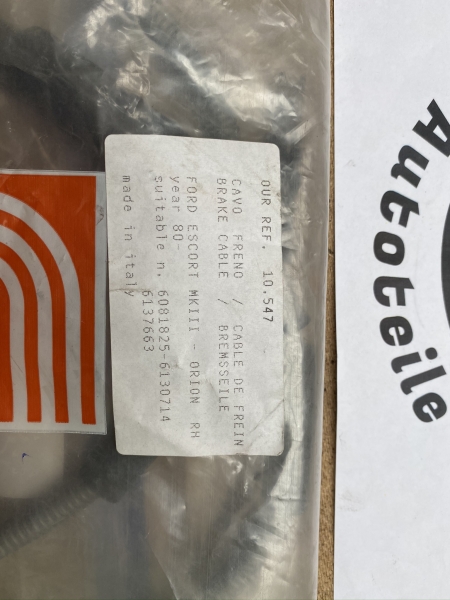 OUR REF. 10.547
CAVO FRENO / CABLE DE FREIN
BRAKE CABLE / BREMSSEILE
FORD ESCORT MKIII - ORION RH
year 80-
suitable n. 6081825-6130714
6137663
made in italy
Autoteile